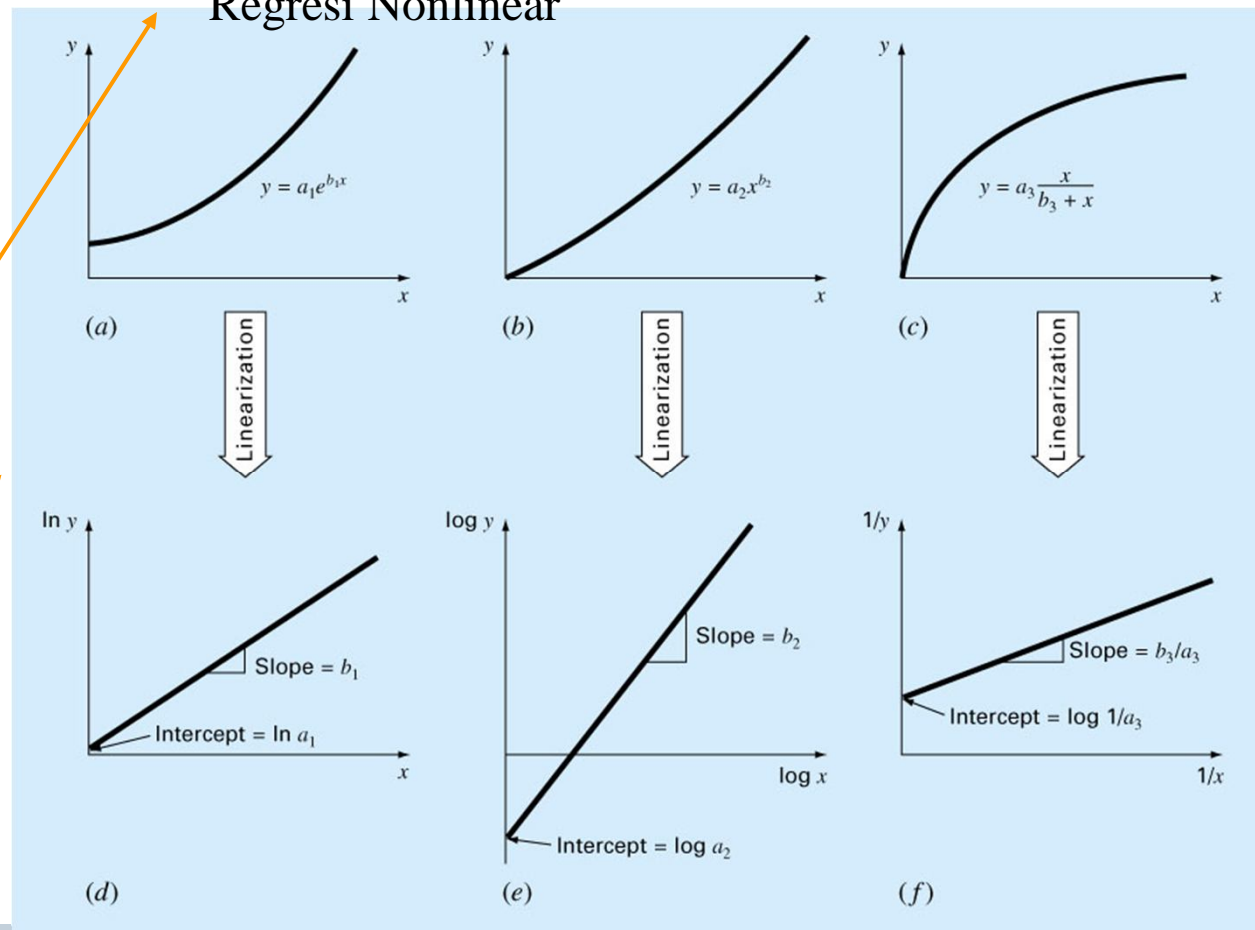 Regresi Nonlinear
y
y = a₁e^{b₁x}
x
(a)
y
y = a₂x^{b₂}
x
(b)
y
y = a₃ x / (b₃ + x)
x
(c)
Linearization
Linearization
Linearization
ln y
Slope = b₁
Intercept = ln a₁
x
(d)
log y
Slope = b₂
log x
Intercept = log a₂
(e)
1/y
Slope = b₃/a₃
Intercept = log 1/a₃
1/x
(f)